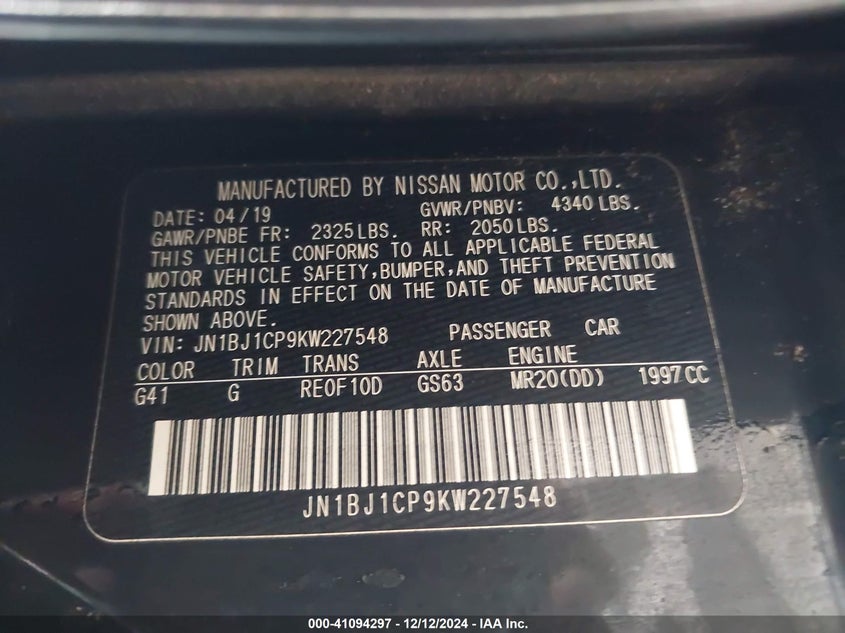 MANUFACTURED BY NISSAN MOTOR CO.,LTD.
DATE: 04/19 GVWR/PNBV: 4340 LBS.
GAWR/PNBE FR: 2325 LBS. RR: 2050 LBS.
THIS VEHICLE CONFORMS TO ALL APPLICABLE FEDERAL
MOTOR VEHICLE SAFETY,BUMPER,AND THEFT PREVENTION
STANDARDS IN EFFECT ON THE DATE OF MANUFACTURE
SHOWN ABOVE.
VIN: JN1BJ1CP9KW227548 PASSENGER CAR
COLOR TRIM TRANS AXLE ENGINE
G41 G RE0F10D GS63 MR20(DD) 1997CC
JN1BJ1CP9KW227548
000-41094297 - 12/12/2024 - IAA Inc.